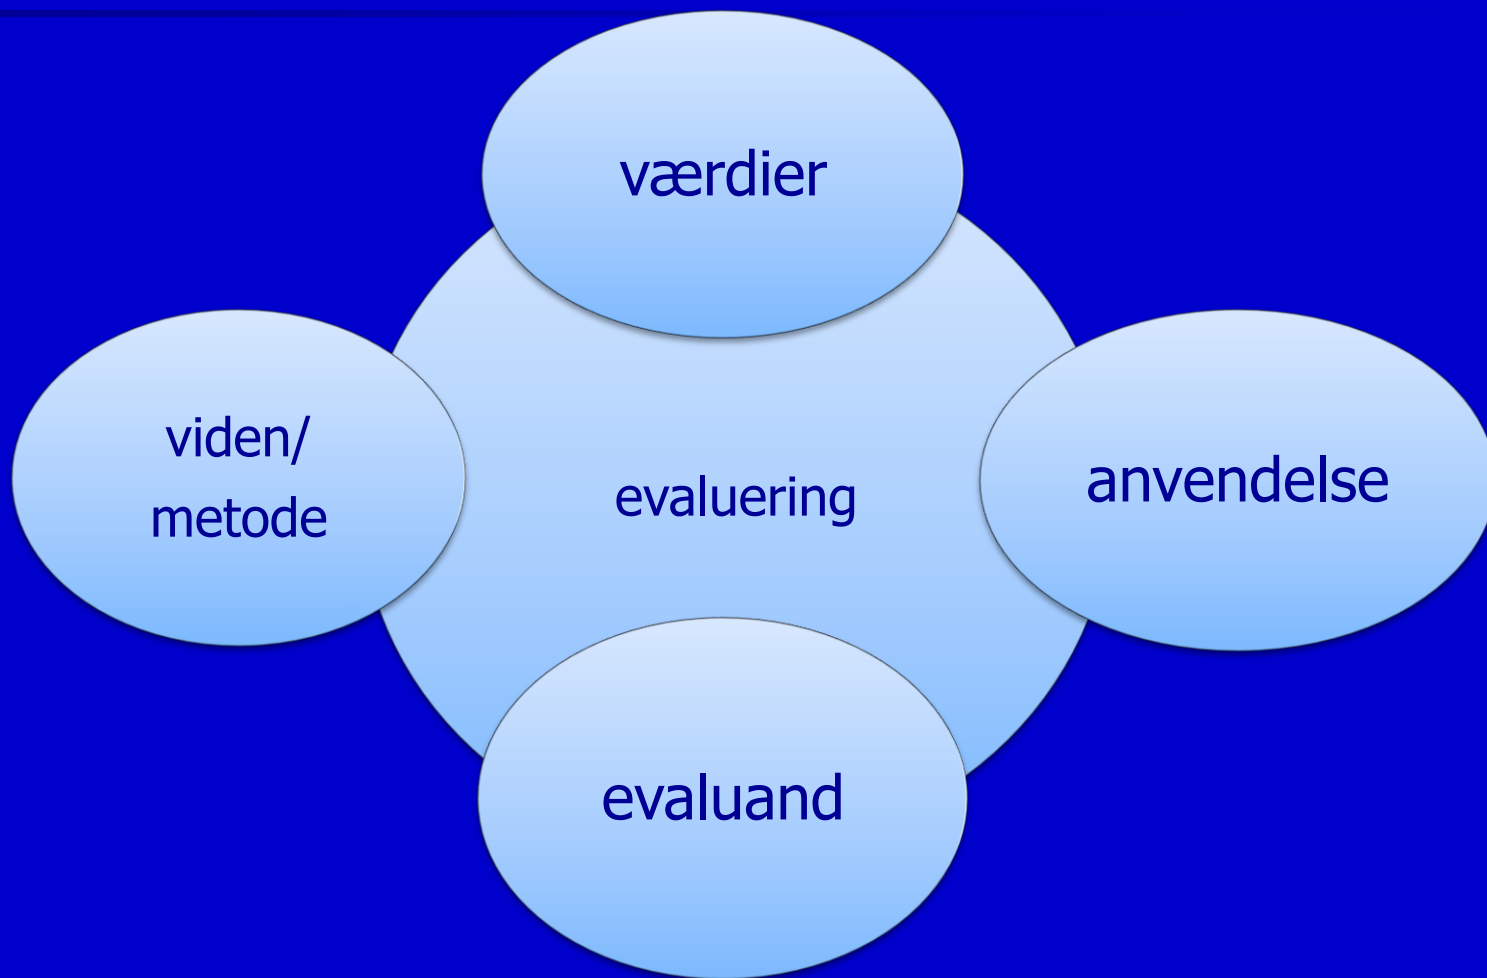 værdier
viden/
metode
evaluering
anvendelse
evaluand